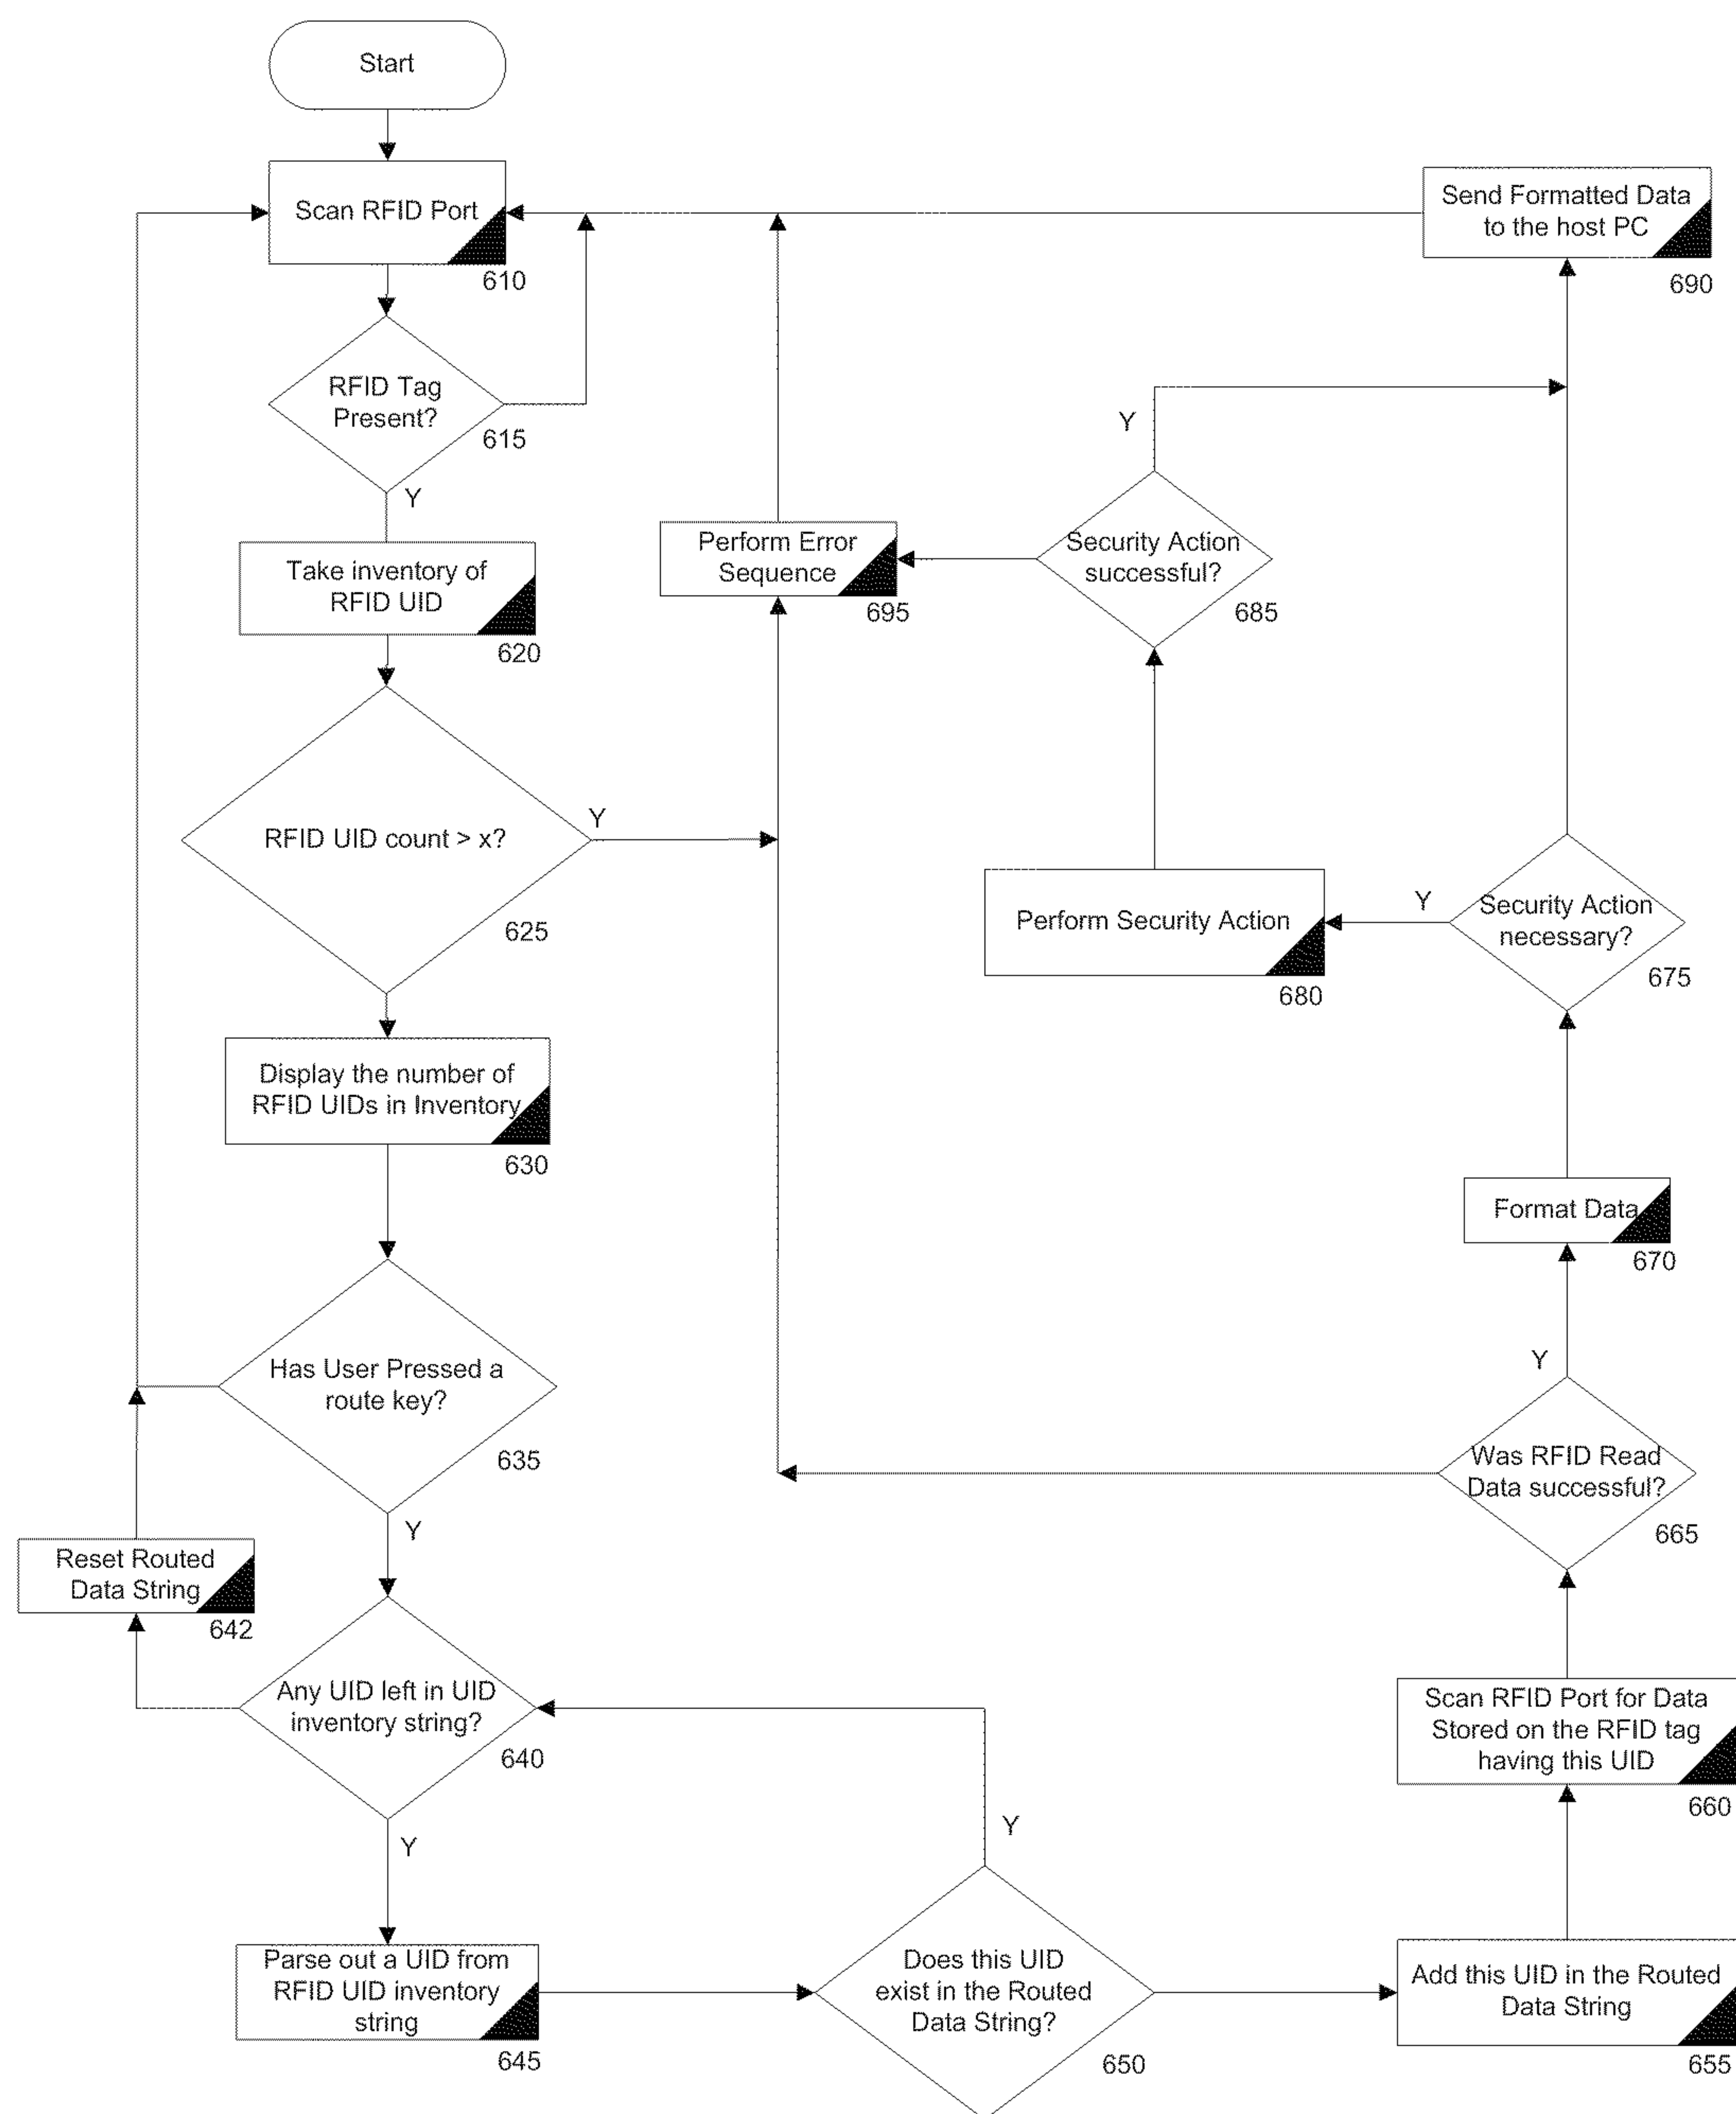 Start
Scan RFID Port
610
RFID Tag
Present?
615
Y
Take inventory of
RFID UID
620
RFID UID count > x?
Y
625
Display the number of
RFID UIDs in Inventory
630
Has User Pressed a
route key?
635
Y
Reset Routed
Data String
642
Any UID left in UID
inventory string?
640
Y
Parse out a UID from
RFID UID inventory
string
645
Does this UID
exist in the Routed
Data String?
650
Y
Add this UID in the Routed
Data String
655
Scan RFID Port for Data
Stored on the RFID tag
having this UID
660
Was RFID Read
Data successful?
665
Y
Format Data
670
Security Action
necessary?
675
Y
Perform Security Action
680
Security Action
successful?
685
Y
Perform Error
Sequence
695
Send Formatted Data
to the host PC
690